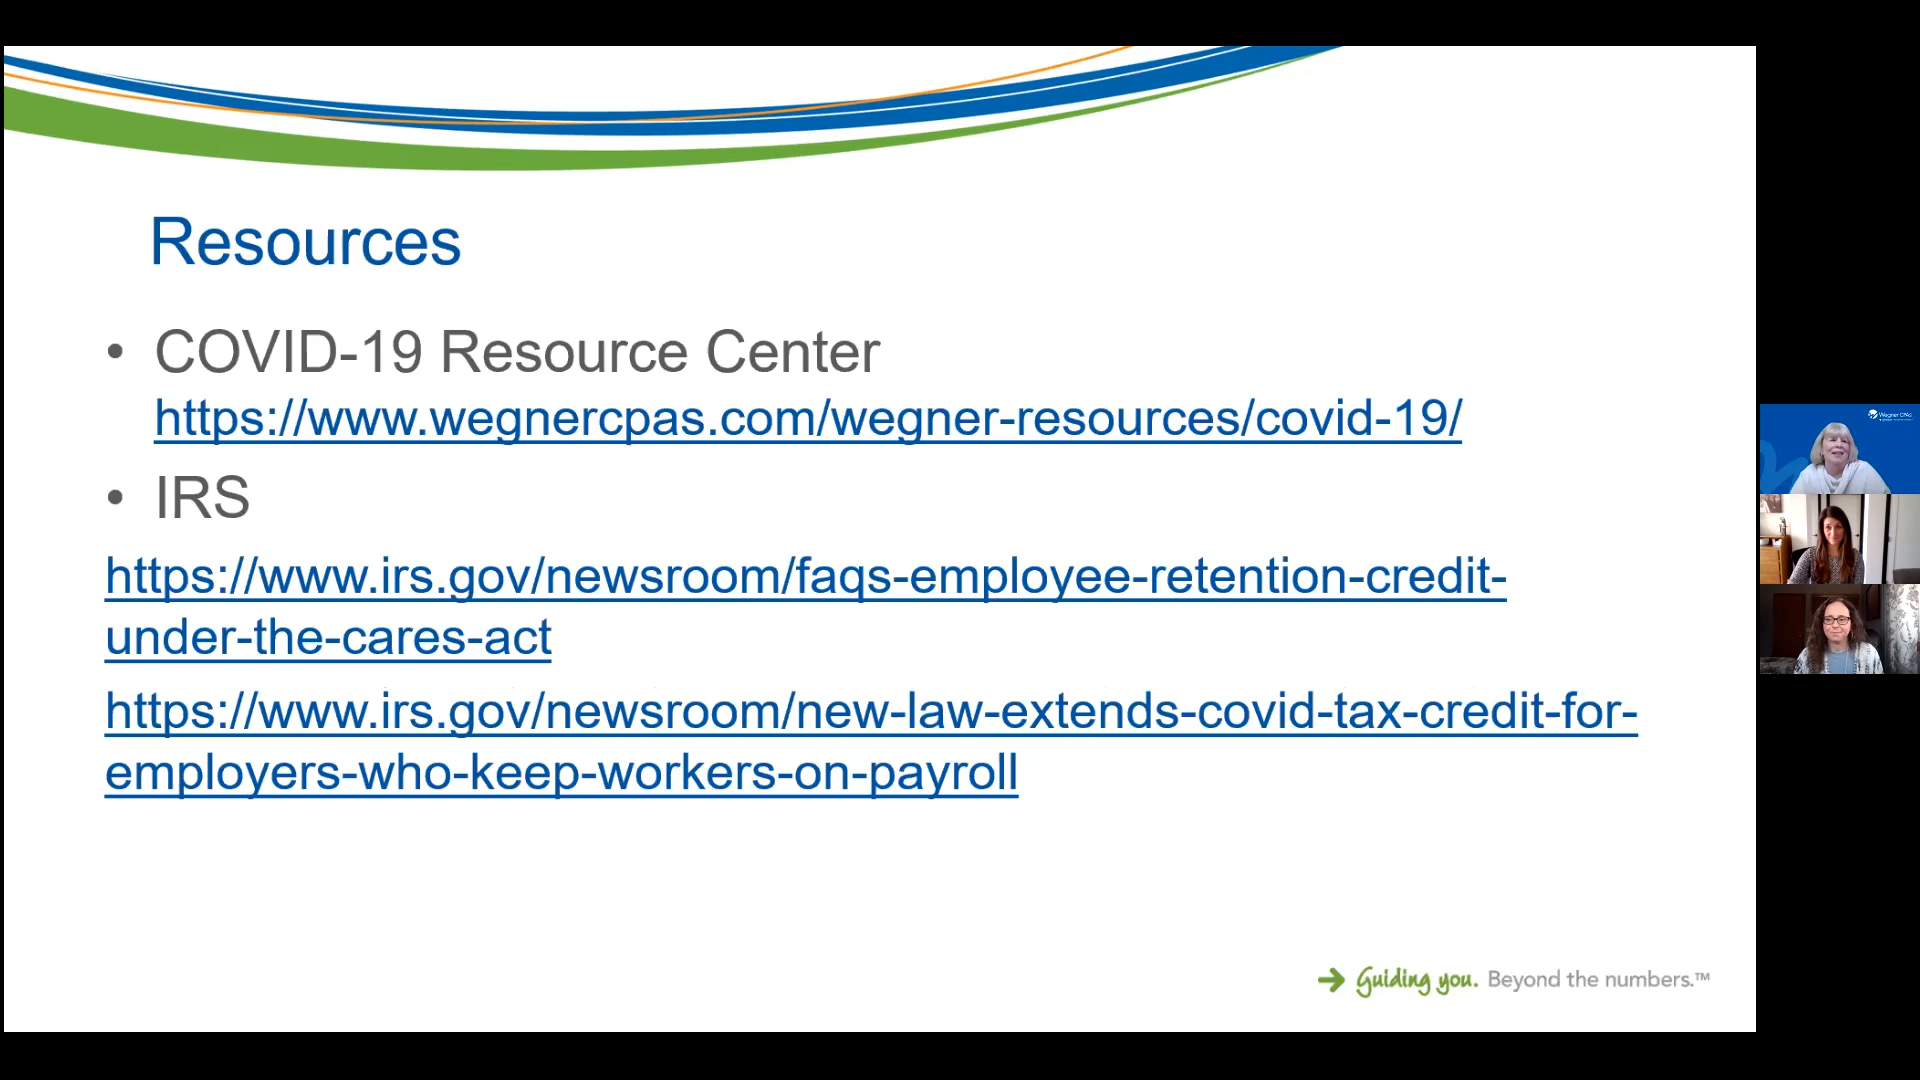 Resources
• COVID-19 Resource Center
https://www.wegnercpas.com/wegner-resources/covid-19/
• IRS
https://www.irs.gov/newsroom/faqs-employee-retention-credit-
under-the-cares-act
https://www.irs.gov/newsroom/new-law-extends-covid-tax-credit-for-
employers-who-keep-workers-on-payroll
Guiding you. Beyond the numbers.™
Wegner CPAs